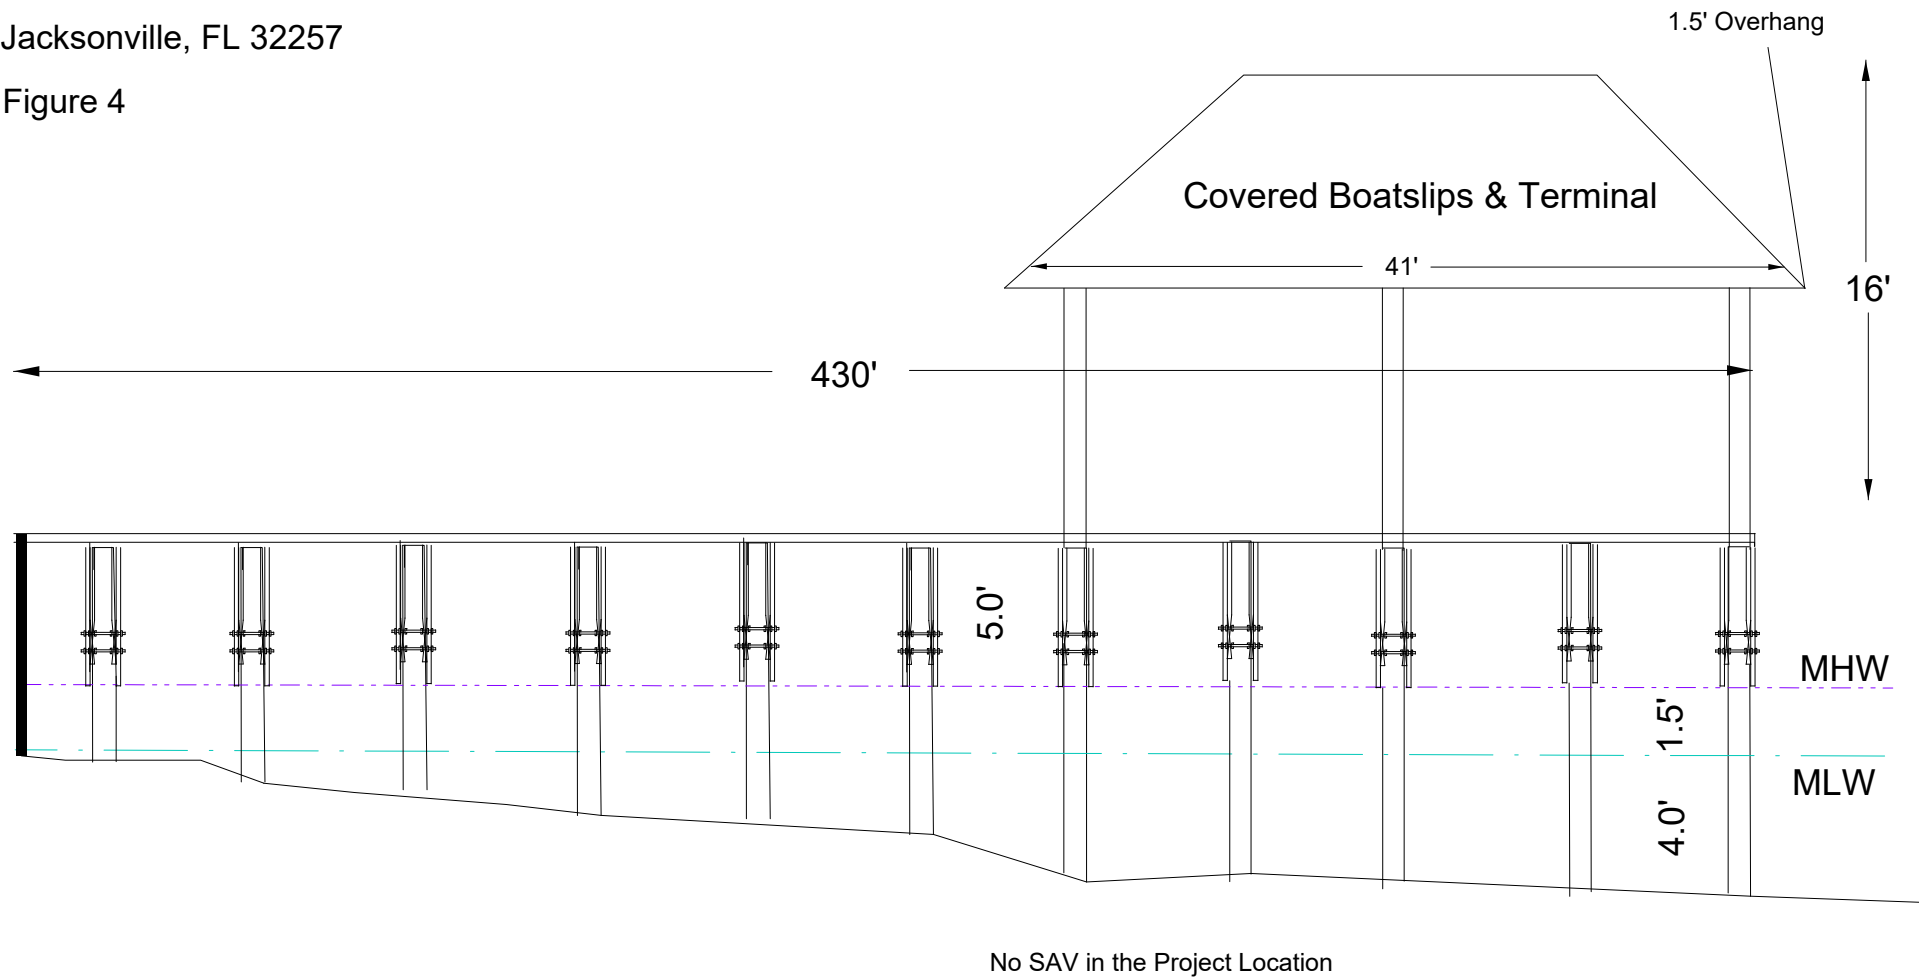 Jacksonville, FL 32257
1.5' Overhang
Figure 4
Covered Boatslips & Terminal
41'
16'
430'
5.0'
MHW
1.5'
MLW
4.0'
No SAV in the Project Location